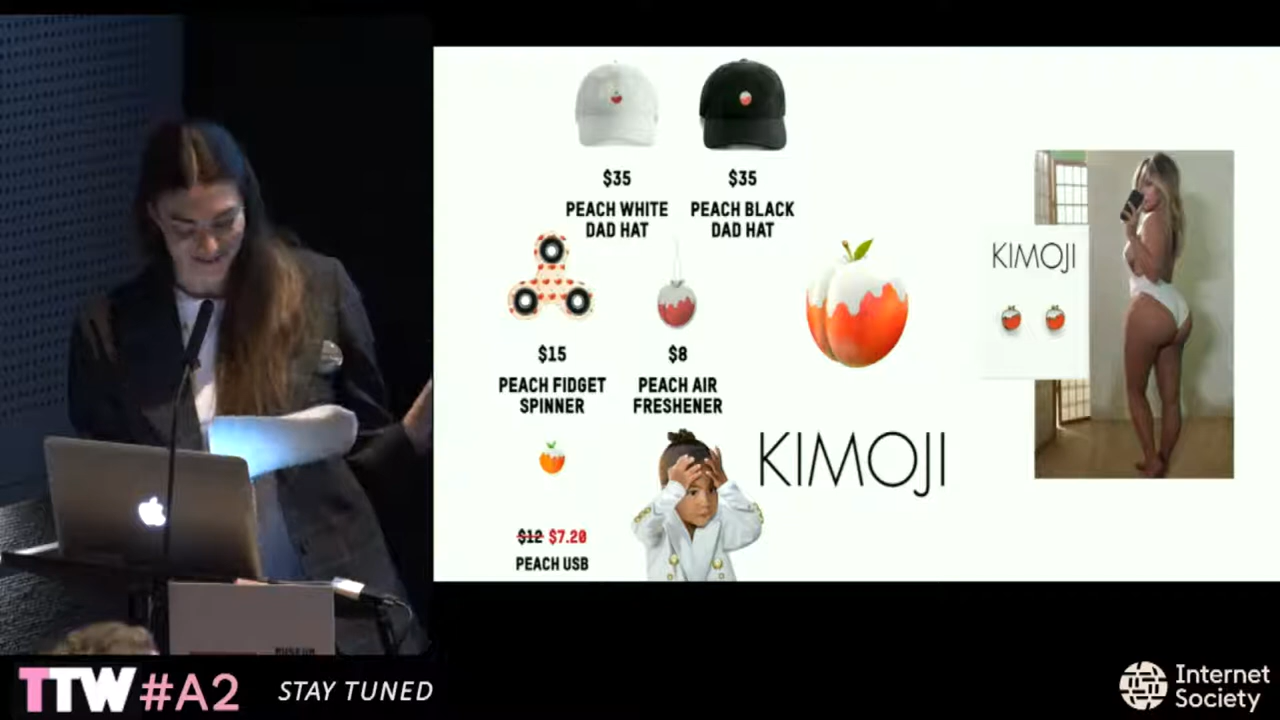 $35
$35
PEACH WHITE
DAD HAT
PEACH BLACK
DAD HAT
$15
$8
PEACH FIDGET
SPINNER
PEACH AIR
FRESHENER
KIMOJI
KIMOJI
$12 $7.20
PEACH USB
MUSEUM
TTW#A2
STAY TUNED
Internet
Society